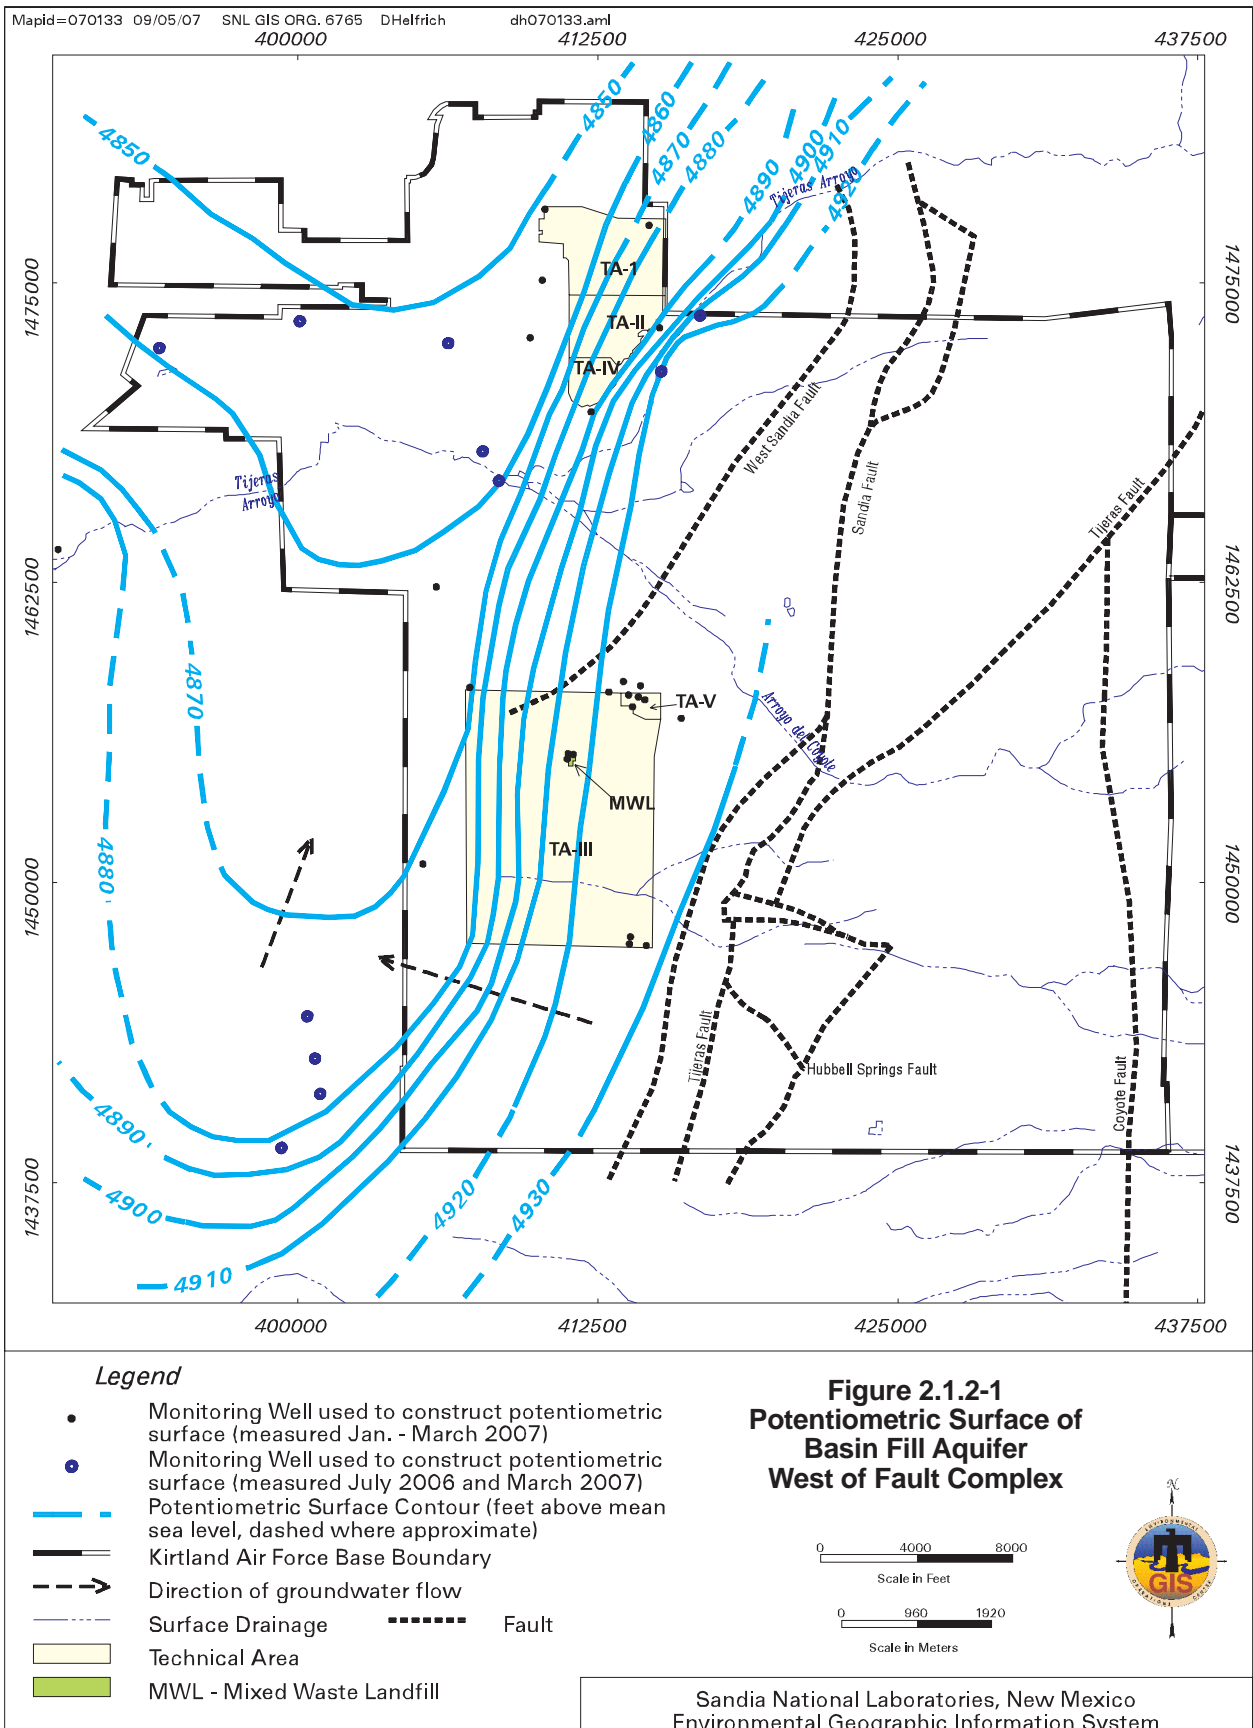 Mapid=070133 09/05/07 SNL GIS ORG. 6765 DHelfrich dh070133.aml
400000 412500 425000 437500
4850
4850
4860
4870
4880
4890
4900
4910
4920
Tijeras Arroyo
1475000
1475000
TA-1
TA-II
TA-IV
West Sandia Fault
Sandia Fault
Tijeras Fault
Tijeras
Arroyo
1462500
1462500
4870
TA-V
Arroyo del Coyote
MWL
TA-III
4880
1450000
1450000
Tijeras Fault
Hubbell Springs Fault
Coyote Fault
4890
4900
4910
4920
4930
1437500
1437500
400000 412500 425000 437500
Legend
Monitoring Well used to construct potentiometric
surface (measured Jan. - March 2007)
Monitoring Well used to construct potentiometric
surface (measured July 2006 and March 2007)
Potentiometric Surface Contour (feet above mean
sea level, dashed where approximate)
Kirtland Air Force Base Boundary
Direction of groundwater flow
Surface Drainage Fault
Technical Area
MWL - Mixed Waste Landfill
Figure 2.1.2-1
Potentiometric Surface of
Basin Fill Aquifer
West of Fault Complex
0 4000 8000
Scale in Feet
0 960 1920
Scale in Meters
N
ENVIRONMENTAL
GIS
OPERATIONS CENTER
Sandia National Laboratories, New Mexico
Environmental Geographic Information System